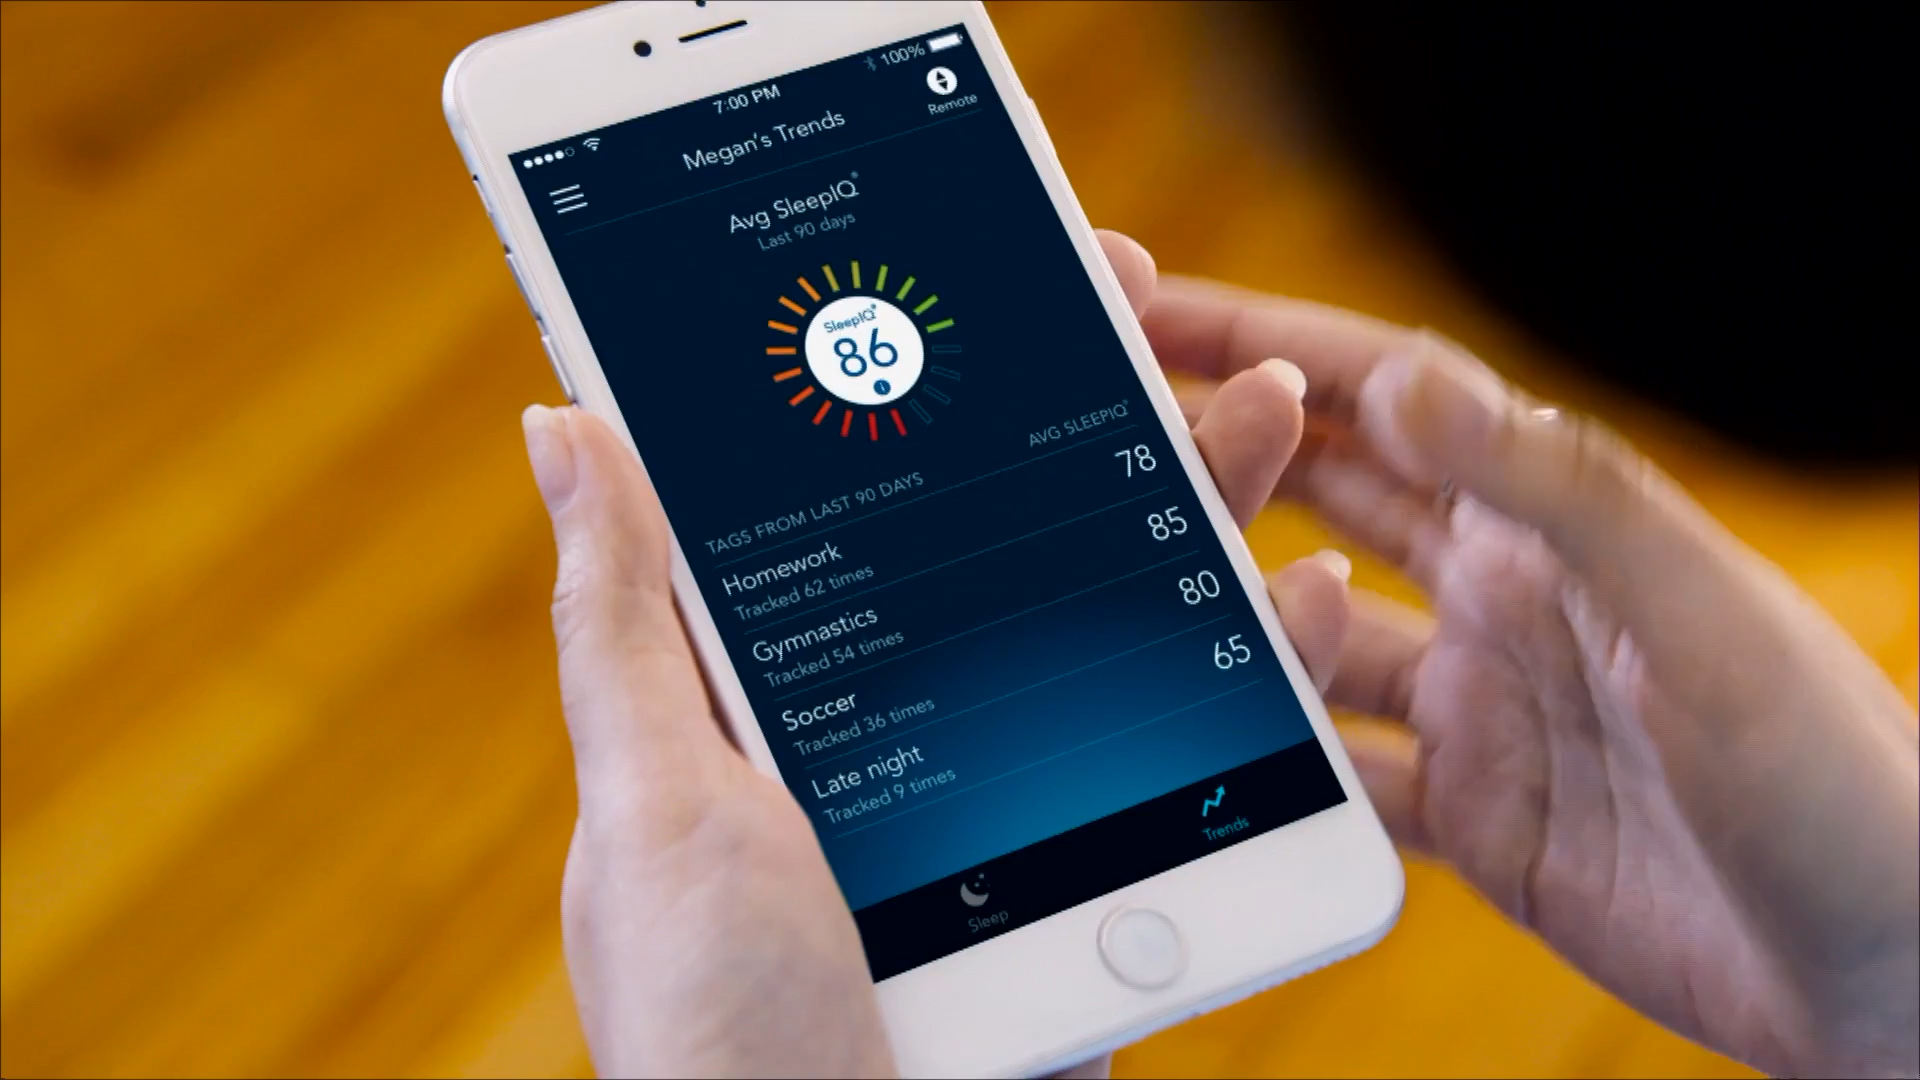 7:00 PM
100%
Megan's Trends
Remote
Avg SleepIQ®
Last 90 days
SleepIQ®
86
i
TAGS FROM LAST 90 DAYS AVG SLEEPIQ®
Homework 78
Tracked 62 times
Gymnastics 85
Tracked 54 times
Soccer 80
Tracked 36 times
Late night 65
Tracked 9 times
Sleep
Trends